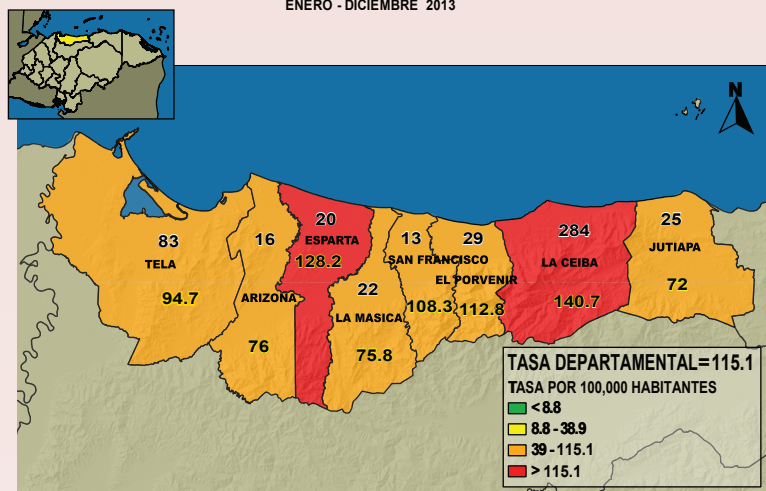 ENERO - DICIEMBRE 2013
N
83
TELA
94.7
16
ARIZONA
76
20
ESPARTA
128.2
22
LA MASICA
75.8
13
SAN FRANCISCO
108.3
29
EL PORVENIR
112.8
284
LA CEIBA
140.7
25
JUTIAPA
72
TASA DEPARTAMENTAL=115.1
TASA POR 100,000 HABITANTES
<8.8
8.8 - 38.9
39 - 115.1
> 115.1